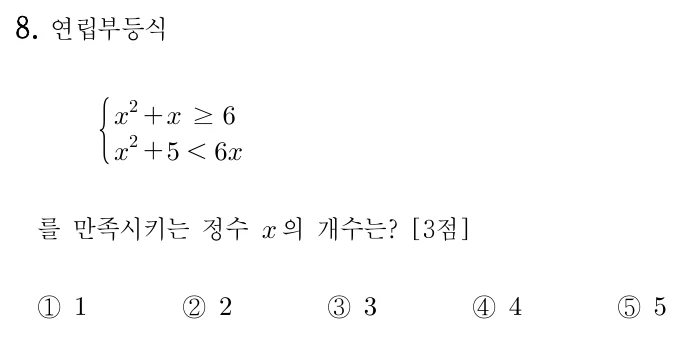 8. 연립부등식
x² + x ≥ 6
x² + 5 < 6x
를 만족시키는 정수 x의 개수는? [3점]
① 1 ② 2 ③ 3 ④ 4 ⑤ 5